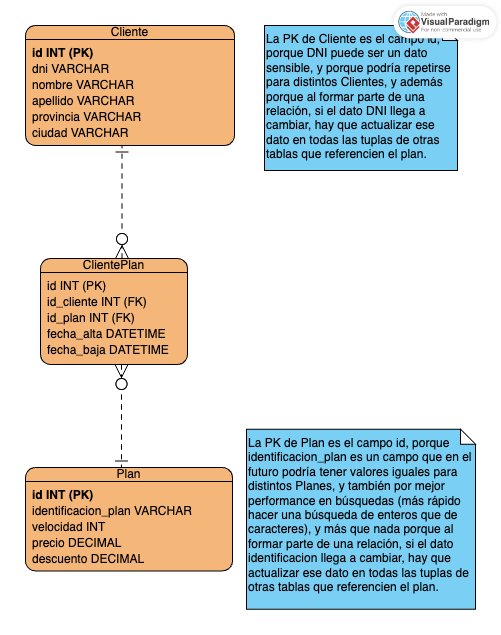 Made with
VisualParadigm
For non-commercial use
Cliente
id INT (PK)
dni VARCHAR
nombre VARCHAR
apellido VARCHAR
provincia VARCHAR
ciudad VARCHAR
La PK de Cliente es el campo id,
porque DNI puede ser un dato
sensible, y porque podría repetirse
para distintos Clientes, y además
porque al formar parte de una
relación, si el dato DNI llega a
cambiar, hay que actualizar ese
dato en todas las tuplas de otras
tablas que referencien el plan.
ClientePlan
id INT (PK)
id_cliente INT (FK)
id_plan INT (FK)
fecha_alta DATETIME
fecha_baja DATETIME
Plan
id INT (PK)
identificacion_plan VARCHAR
velocidad INT
precio DECIMAL
descuento DECIMAL
La PK de Plan es el campo id, porque
identificacion_plan es un campo que en el
futuro podría tener valores iguales para
distintos Planes, y también por mejor
performance en búsquedas (más rápido
hacer una búsqueda de enteros que de
caracteres), y más que nada porque al
formar parte de una relación, si el dato
identificacion llega a cambiar, hay que
actualizar ese dato en todas las tuplas de
otras tablas que referencien el plan.